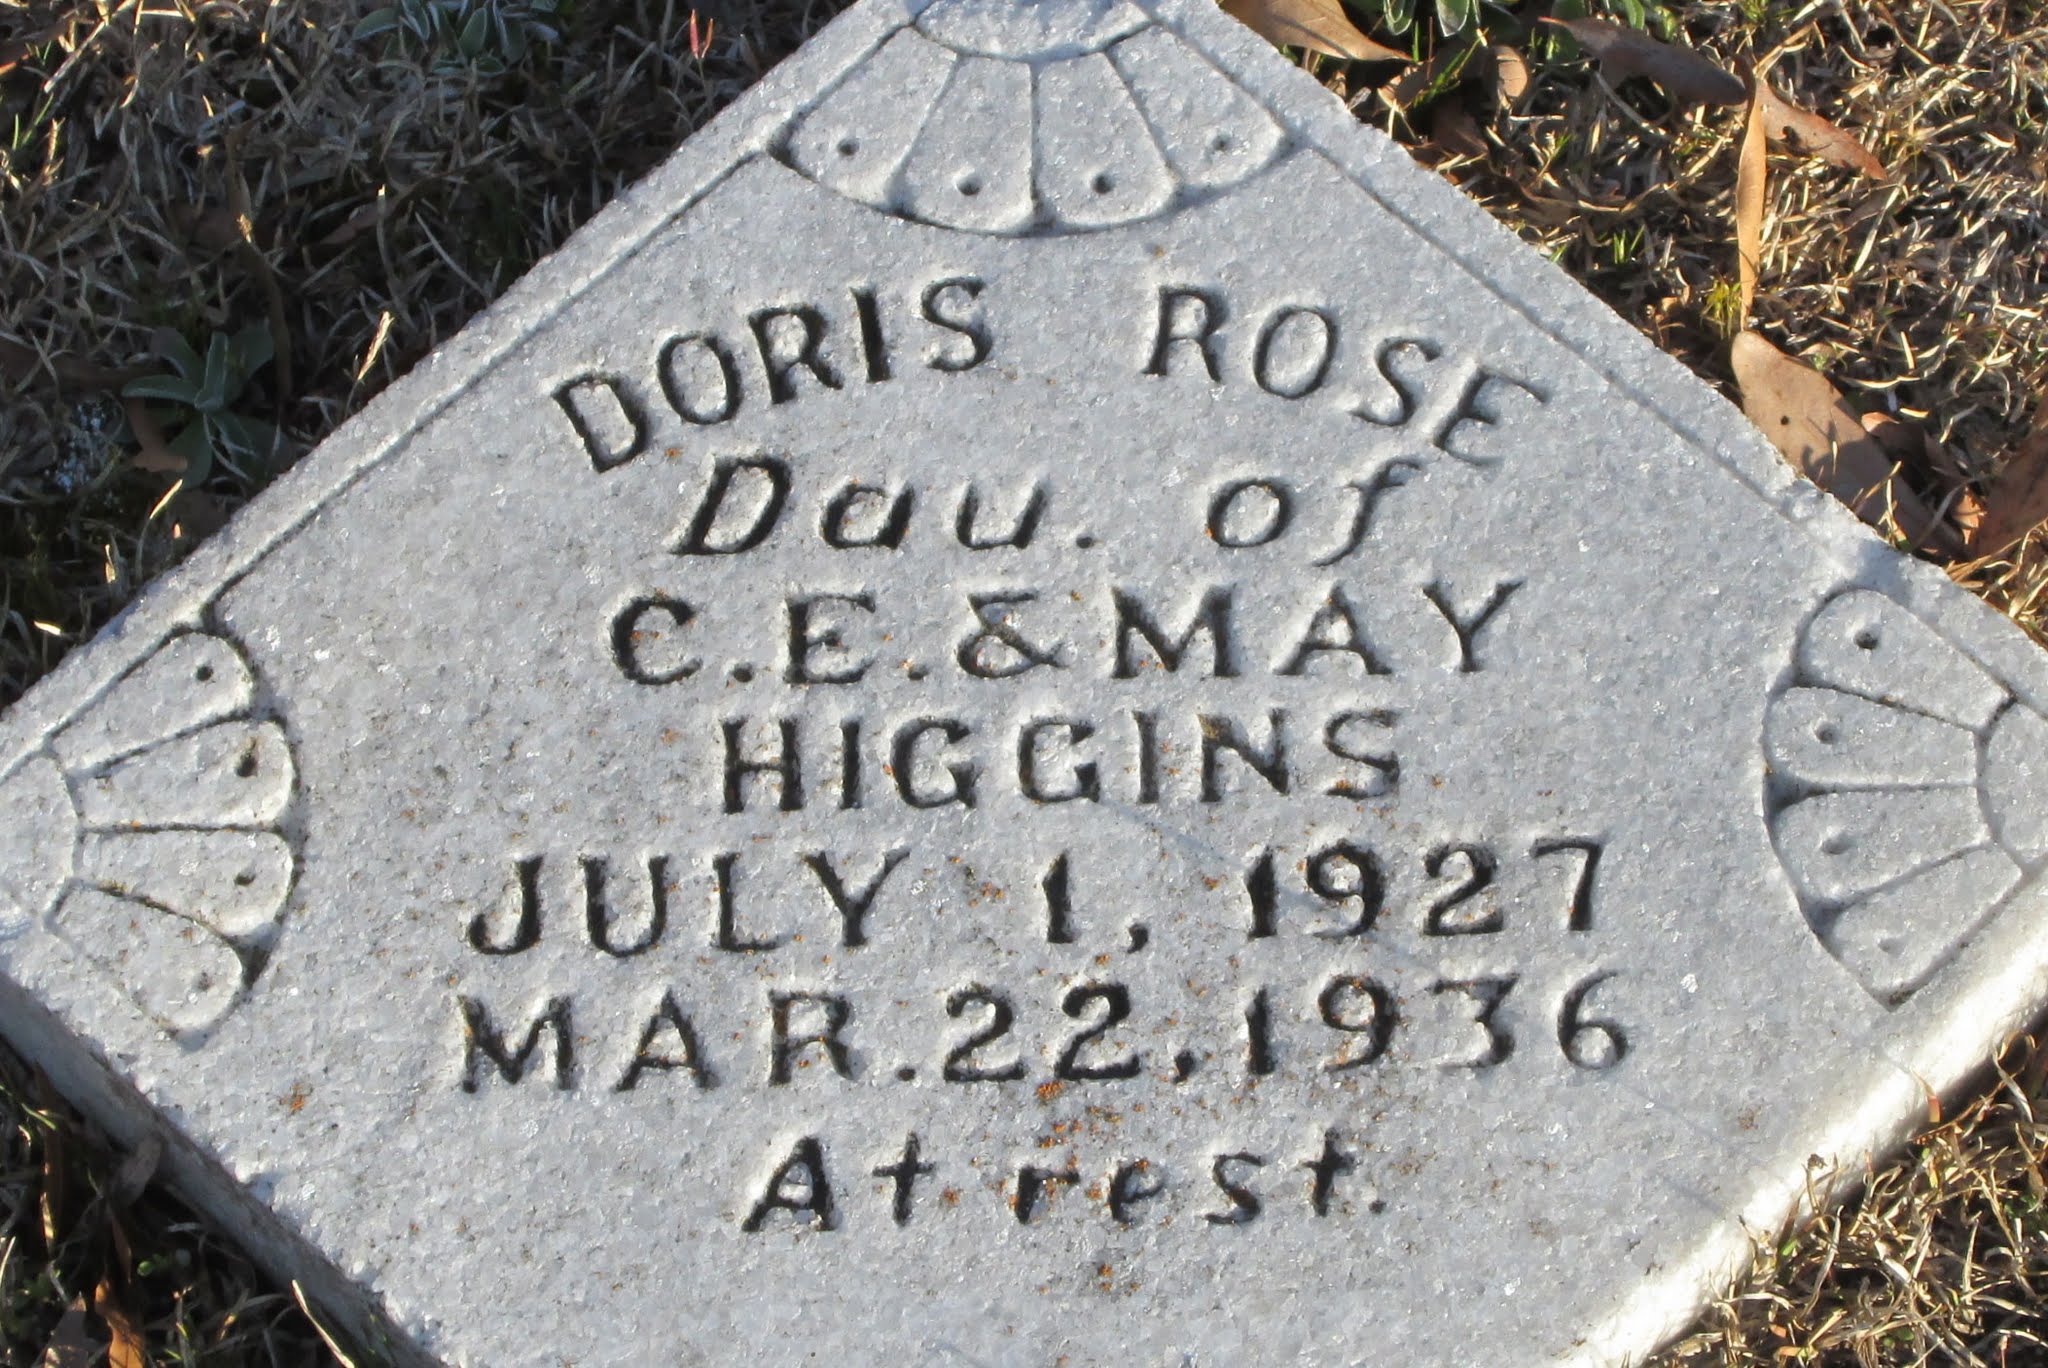 DORIS ROSE
Dau. of
C.E.&MAY
HIGGINS
JULY 1, 1927
MAR.22,1936
At rest.